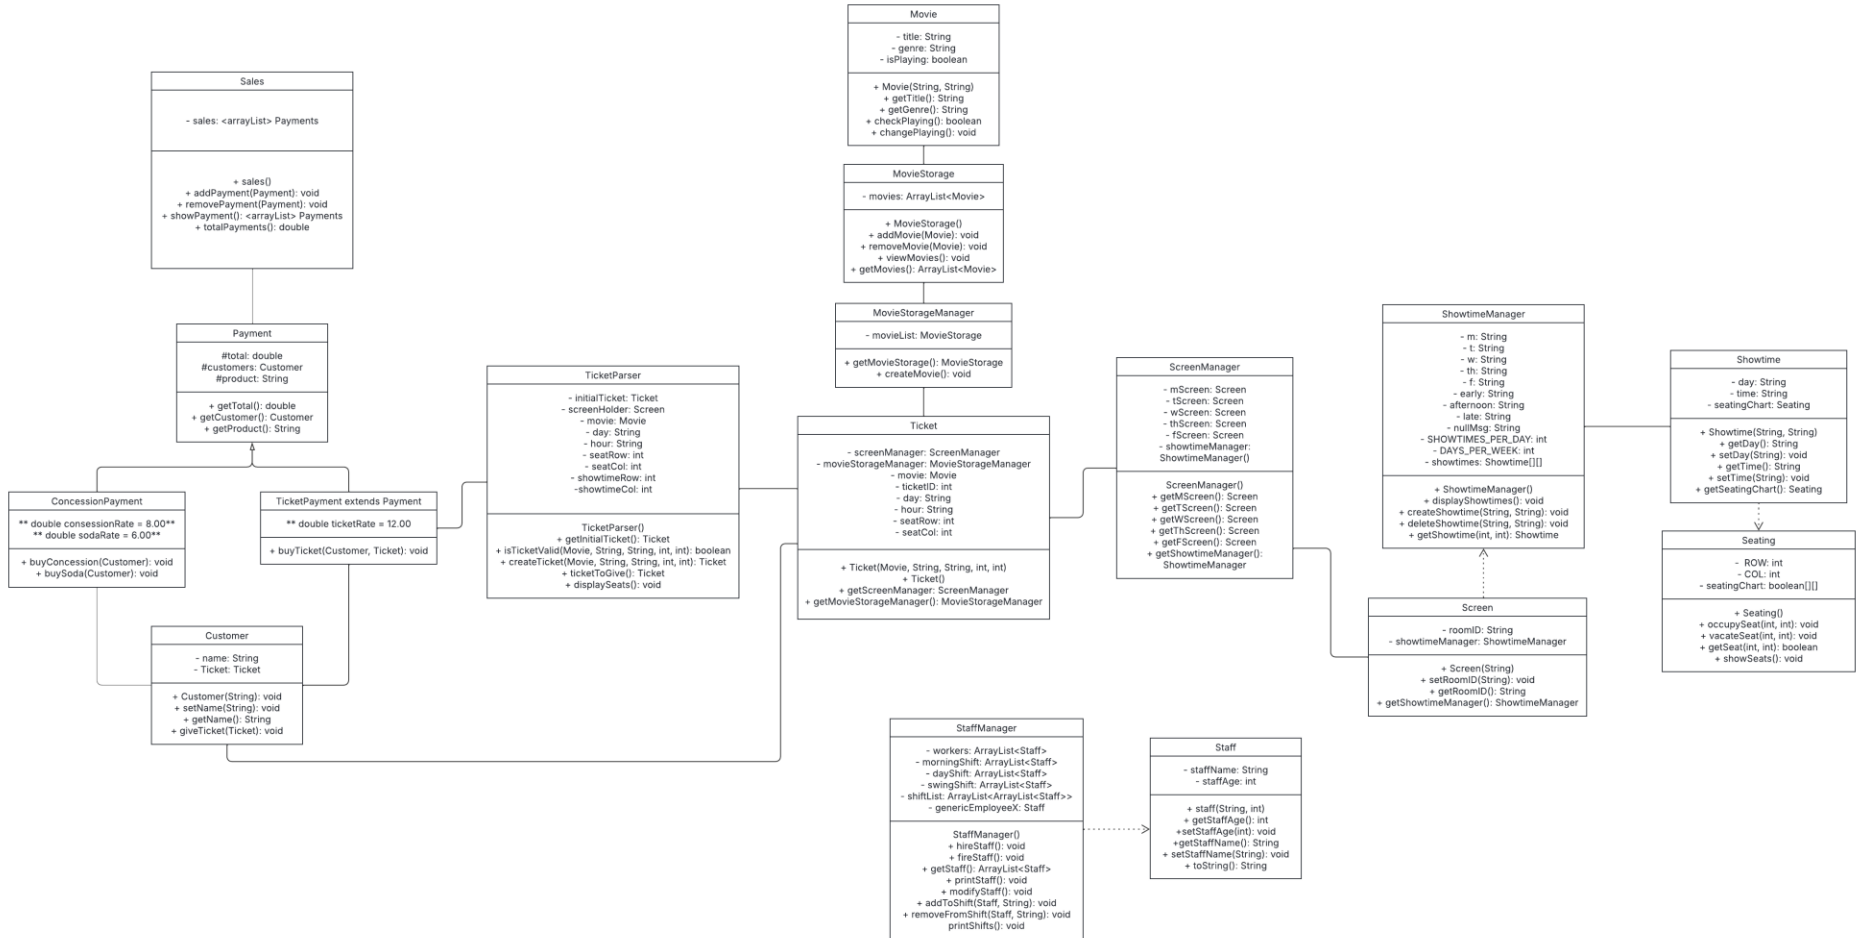 Movie
- title: String
- genre: String
- isPlaying: boolean
+ Movie(String, String)
+ getTitle(): String
+ getGenre(): String
+ checkPlaying(): boolean
+ changePlaying(): void
Sales
- sales: <arrayList> Payments
+ sales()
+ addPayment(Payment): void
+ removePayment(Payment): void
+ showPayment(): <arrayList> Payments
+ totalPayments(): double
MovieStorage
- movies: ArrayList<Movie>
+ MovieStorage()
+ addMovie(Movie): void
+ removeMovie(Movie): void
+ viewMovies(): void
+ getMovies(): ArrayList<Movie>
MovieStorageManager
- movieList: MovieStorage
+ getMovieStorage(): MovieStorage
+ createMovie(): void
Payment
#total: double
#customers: Customer
#product: String
+ getTotal(): double
+ getCustomer(): Customer
+ getProduct(): String
ConcessionPayment
** double consessionRate = 8.00**
** double sodaRate = 6.00**
+ buyConcession(Customer): void
+ buySoda(Customer): void
TicketPayment extends Payment
** double ticketRate = 12.00
+ buyTicket(Customer, Ticket): void
Customer
- name: String
- Ticket: Ticket
+ Customer(String): void
+ setName(String): void
+ getName(): String
+ giveTicket(Ticket): void
TicketParser
- initialTicket: Ticket
- screenHolder: Screen
- movie: Movie
- day: String
- hour: String
- seatRow: int
- seatCol: int
- showtimeRow: int
-showtimeCol: int
TicketParser()
+ getInitialTicket(): Ticket
+ isTicketValid(Movie, String, String, int, int): boolean
+ createTicket(Movie, String, String, int, int): Ticket
+ ticketToGive(): Ticket
+ displaySeats(): void
Ticket
- screenManager: ScreenManager
- movieStorageManager: MovieStorageManager
- movie: Movie
- ticketID: int
- day: String
- hour: String
- seatRow: int
- seatCol: int
+ Ticket(Movie, String, String, int, int)
+ Ticket()
+ getScreenManager: ScreenManager
+ getMovieStorageManager(): MovieStorageManager
ScreenManager
- mScreen: Screen
- tScreen: Screen
- wScreen: Screen
- thScreen: Screen
- fScreen: Screen
- showtimeManager:
ShowtimeManager()
ScreenManager()
+ getMScreen(): Screen
+ getTScreen(): Screen
+ getWScreen(): Screen
+ getThScreen(): Screen
+ getFScreen(): Screen
+ getShowtimeManager():
ShowtimeManager
ShowtimeManager
- m: String
- t: String
- w: String
- th: String
- f: String
- early: String
- afternoon: String
- late: String
- nullMsg: String
- SHOWTIMES_PER_DAY: int
- DAYS_PER_WEEK: int
- showtimes: Showtime[][]
+ ShowtimeManager()
+ displayShowtimes(): void
+ createShowtime(String, String): void
+ deleteShowtime(String, String): void
+ getShowtime(int, int): Showtime
Showtime
- day: String
- time: String
- seatingChart: Seating
+ Showtime(String, String)
+ getDay(): String
+ setDay(String): void
+ getTime(): String
+ setTime(String): void
+ getSeatingChart(): Seating
Seating
- ROW: int
- COL: int
- seatingChart: boolean[][]
+ Seating()
+ occupySeat(int, int): void
+ vacateSeat(int, int): void
+ getSeat(int, int): boolean
+ showSeats(): void
Screen
- roomID: String
- showtimeManager: ShowtimeManager
+ Screen(String)
+ setRoomID(String): void
+ getRoomID(): String
+ getShowtimeManager(): ShowtimeManager
StaffManager
- workers: ArrayList<Staff>
- morningShift: ArrayList<Staff>
- dayShift: ArrayList<Staff>
- swingShift: ArrayList<Staff>
- shiftList: ArrayList<ArrayList<Staff>>
- genericEmployeeX: Staff
StaffManager()
+ hireStaff(): void
+ fireStaff(): void
+ getStaff(): ArrayList<Staff>
+ printStaff(): void
+ modifyStaff(): void
+ addToShift(Staff, String): void
+ removeFromShift(Staff, String): void
printShifts(): void
Staff
- staffName: String
- staffAge: int
+ staff(String, int)
+ getStaffAge(): int
+setStaffAge(int): void
+getStaffName(): String
+ setStaffName(String): void
+ toString(): String